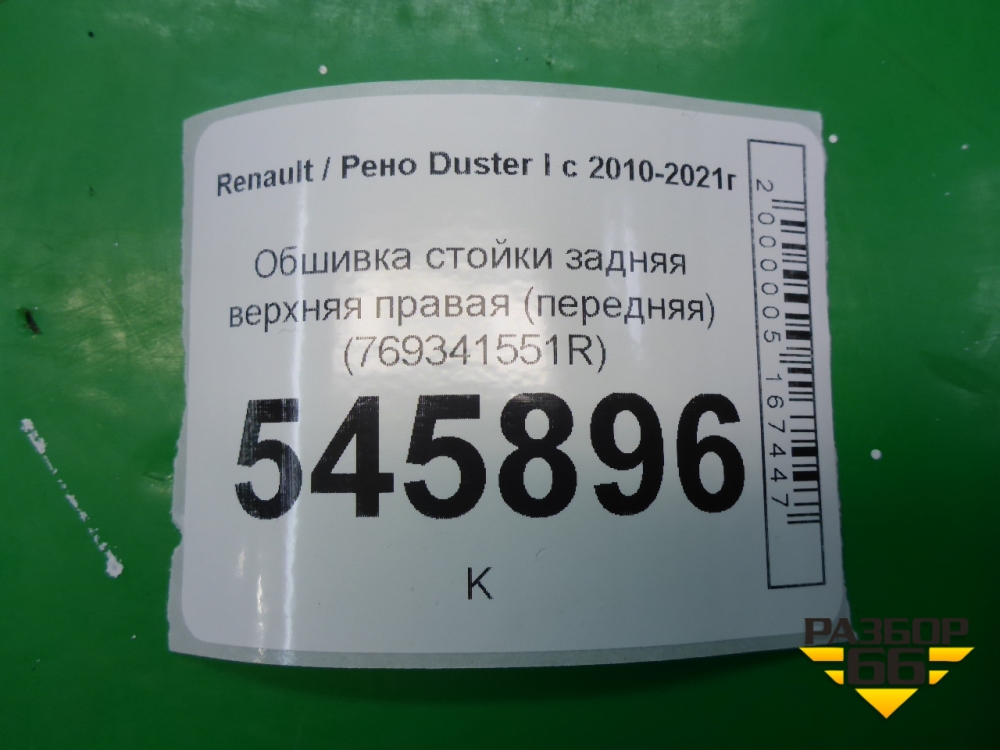 Renault / Рено Duster I с 2010-2021г
Обшивка стойки задняя
верхняя правая (передняя)
(769341551R)
545896
К
2000005167447
РАЗБОР
66